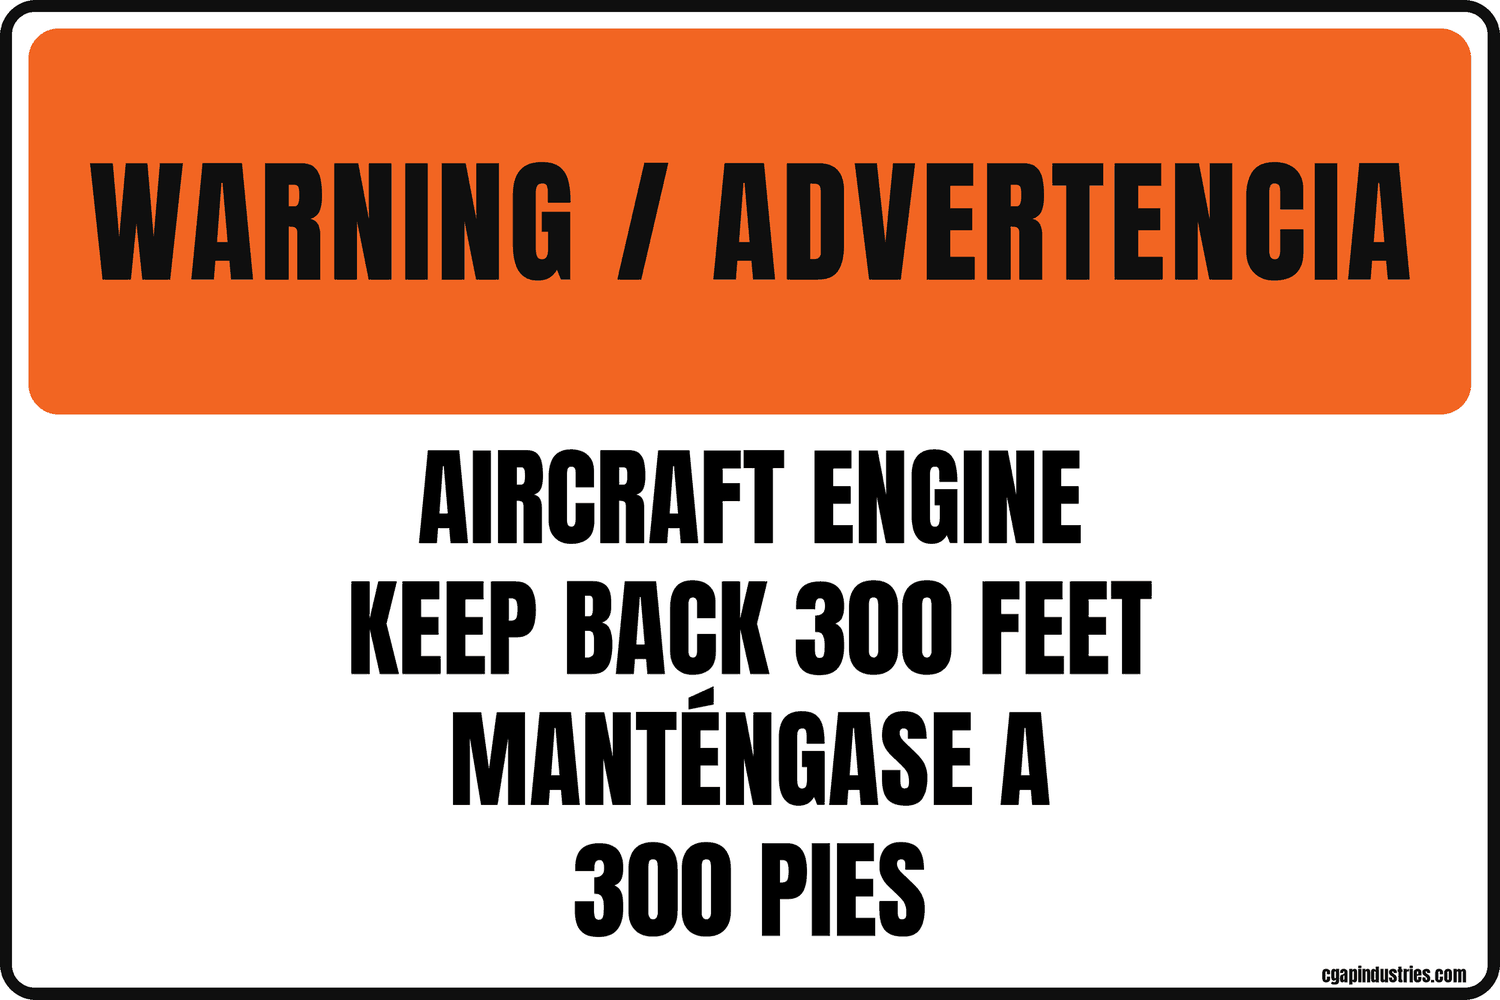 WARNING / ADVERTENCIA
AIRCRAFT ENGINE
KEEP BACK 300 FEET
MANTÉNGASE A
300 PIES
cgapindustries.com